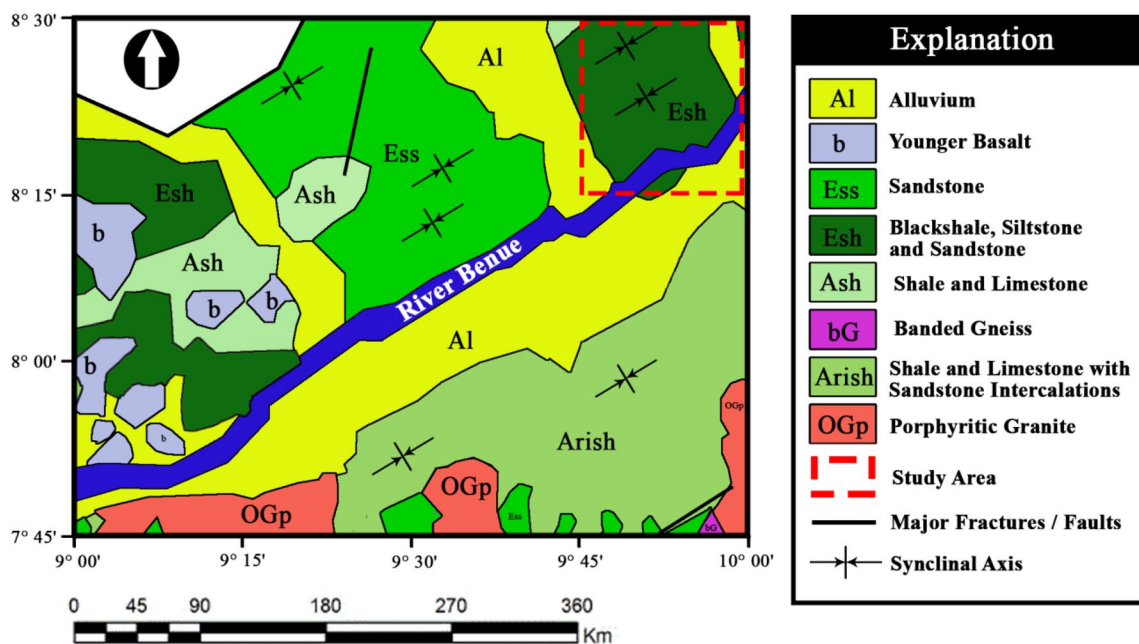 8° 30'
8° 15'
8° 00'
7° 45'
9° 00'
9° 15'
9° 30'
9° 45'
10° 00'
Al
Esh
Ess
Esh
Ash
b
Ash
b
b
River Benue
Al
b
OGp
b
Arish
OGp
OGp
Ess
bG
0 45 90 180 270 360
Km
Explanation
Al Alluvium
b Younger Basalt
Ess Sandstone
Esh Blackshale, Siltstone
and Sandstone
Ash Shale and Limestone
bG Banded Gneiss
Arish Shale and Limestone with
Sandstone Intercalations
OGp Porphyritic Granite
Study Area
Major Fractures / Faults
Synclinal Axis